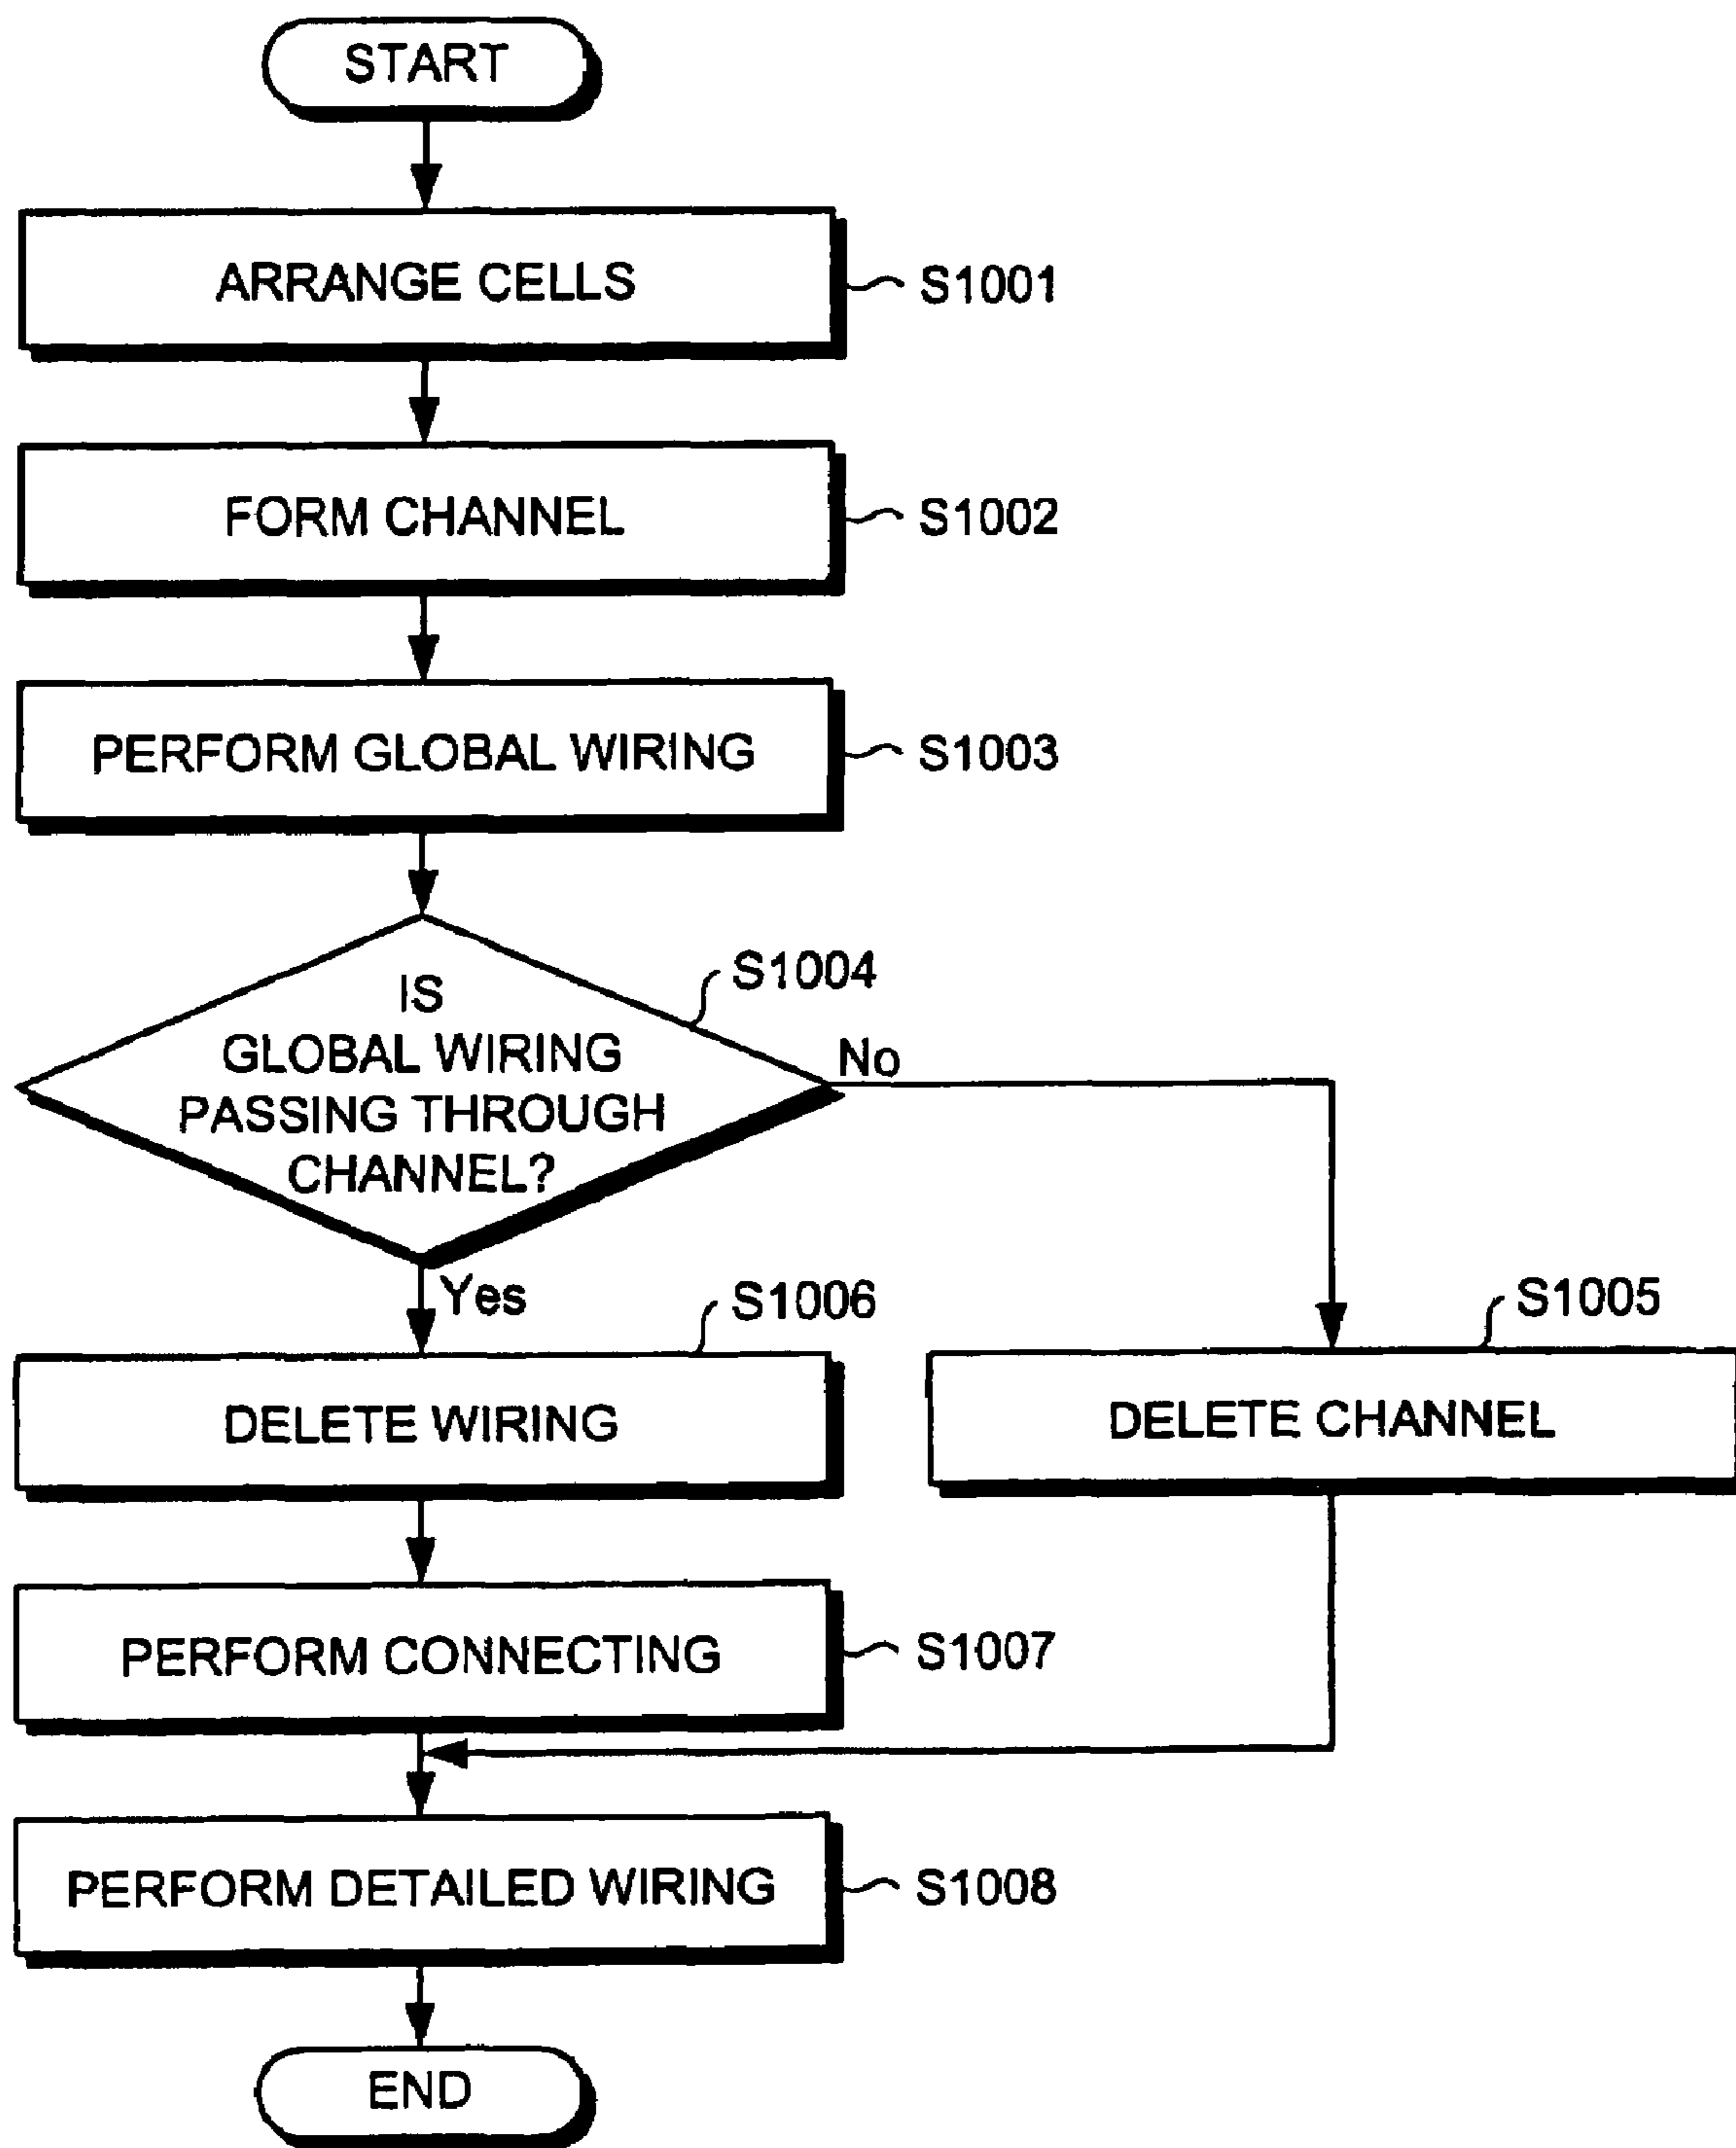 START
ARRANGE CELLS
S1001
FORM CHANNEL
S1002
PERFORM GLOBAL WIRING
S1003
S1004
IS
GLOBAL WIRING
PASSING THROUGH
CHANNEL?
No
Yes
S1006
S1005
DELETE WIRING
DELETE CHANNEL
PERFORM CONNECTING
S1007
PERFORM DETAILED WIRING
S1008
END